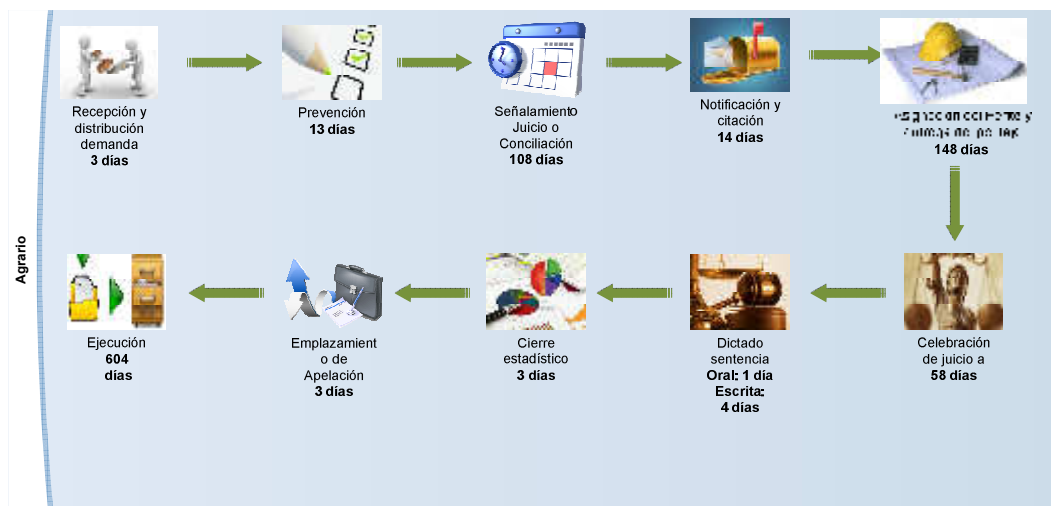 Agrario
Recepción y
distribución
demanda
3 días
Prevención
13 días
Señalamiento
Juicio o
Conciliación
108 días
Notificación y
citación
14 días
148 días
Ejecución
604
días
Emplazamient
o de
Apelación
3 días
Cierre
estadístico
3 días
Dictado
sentencia
Oral: 1 día
Escrita:
4 días
Celebración
de juicio a
58 días